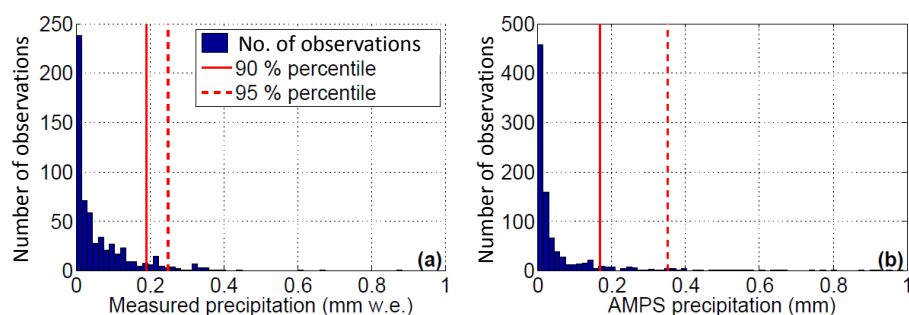 250
200
150
100
50
0
Number of observations
No. of observations
90 % percentile
95 % percentile
(a)
0 0.2 0.4 0.6 0.8 1
Measured precipitation (mm w.e.)
500
400
300
200
100
0
Number of observations
(b)
0 0.2 0.4 0.6 0.8 1
AMPS precipitation (mm)